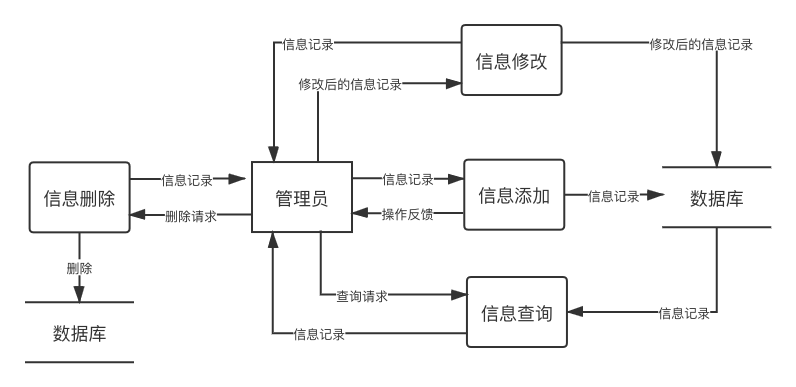 信息记录
信息修改
修改后的信息记录
修改后的信息记录
信息删除
信息记录
删除请求
管理员
信息记录
操作反馈
信息添加
信息记录
数据库
删除
数据库
查询请求
信息记录
信息查询
信息记录